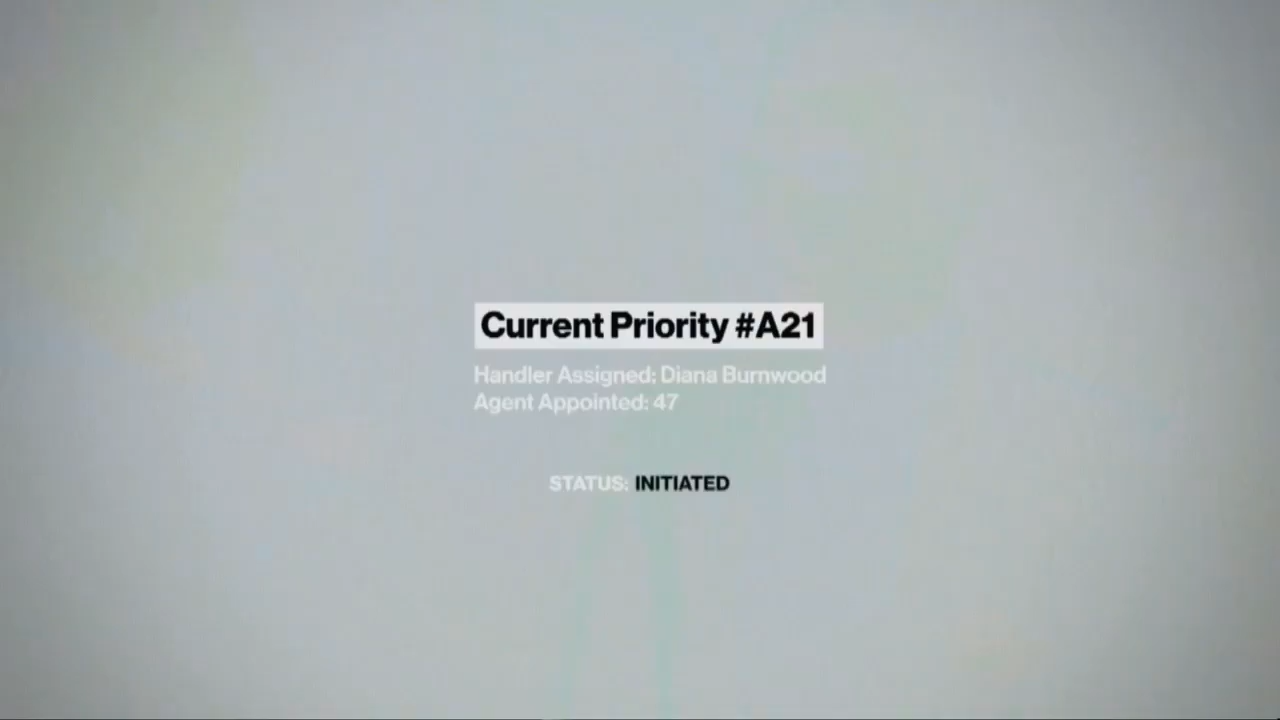 Current Priority #A21
Handler Assigned: Diana Burnwood
Agent Appointed: 47
STATUS: INITIATED